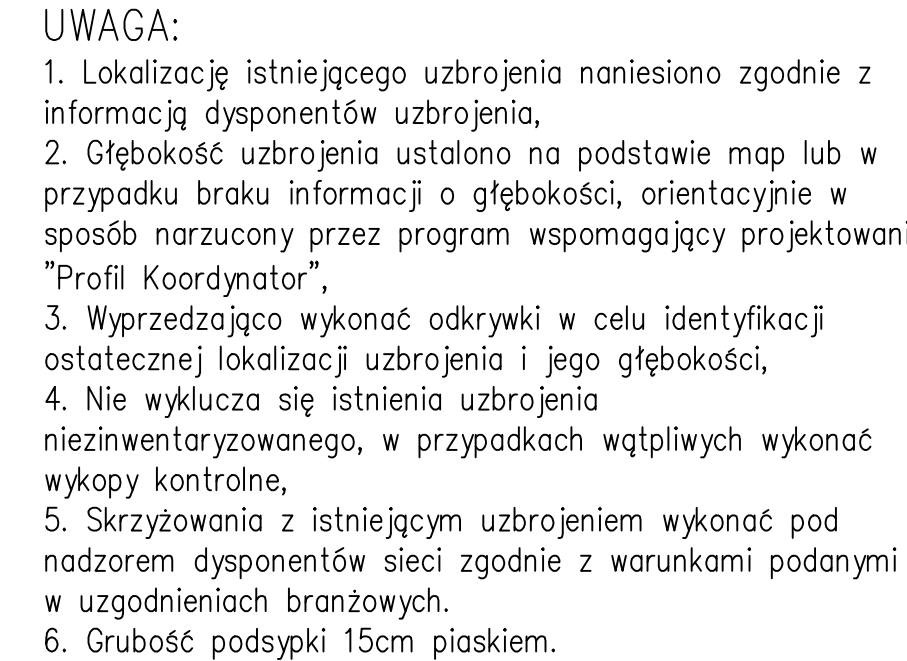 UWAGA:
1. Lokalizację istniejącego uzbrojenia naniesiono zgodnie z
informacją dysponentów uzbrojenia,
2. Głębokość uzbrojenia ustalono na podstawie map lub w
przypadku braku informacji o głębokości, orientacyjnie w
sposób narzucony przez program wspomagający projektowani
"Profil Koordynator",
3. Wyprzedzająco wykonać odkrywki w celu identyfikacji
ostatecznej lokalizacji uzbrojenia i jego głębokości,
4. Nie wyklucza się istnienia uzbrojenia
niezinwentaryzowanego, w przypadkach wątpliwych wykonać
wykopy kontrolne,
5. Skrzyżowania z istniejącym uzbrojeniem wykonać pod
nadzorem dysponentów sieci zgodnie z warunkami podanymi
w uzgodnieniach branżowych.
6. Grubość podsypki 15cm piaskiem.